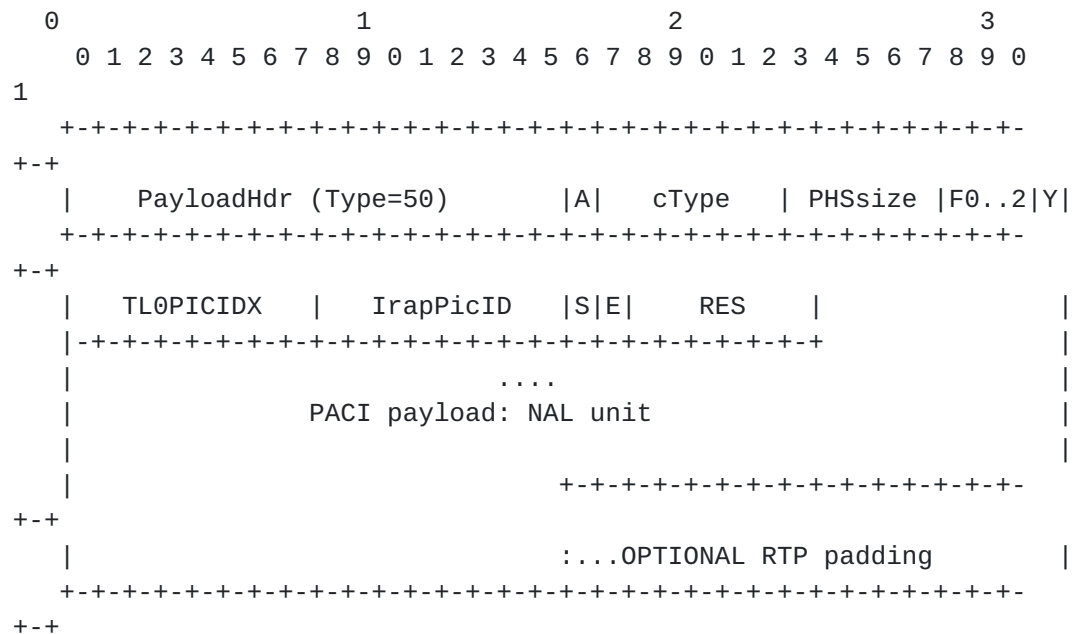 0                   1                   2                   3
    0 1 2 3 4 5 6 7 8 9 0 1 2 3 4 5 6 7 8 9 0 1 2 3 4 5 6 7 8 9 0
1
   +-+-+-+-+-+-+-+-+-+-+-+-+-+-+-+-+-+-+-+-+-+-+-+-+-+-+-+-+-+-+-
+-+
   |    PayloadHdr (Type=50)       |A|   cType   | PHSsize |F0..2|Y|
   +-+-+-+-+-+-+-+-+-+-+-+-+-+-+-+-+-+-+-+-+-+-+-+-+-+-+-+-+-+-+-
+-+
   |   TL0PICIDX   |   IrapPicID   |S|E|    RES    |               |
   |-+-+-+-+-+-+-+-+-+-+-+-+-+-+-+-+-+-+-+-+-+-+-+-+               |
   |                           ....                                |
   |               PACI payload: NAL unit                          |
   |                                                               |
   |                               +-+-+-+-+-+-+-+-+-+-+-+-+-+-+-
+-+
   |                               :...OPTIONAL RTP padding        |
   +-+-+-+-+-+-+-+-+-+-+-+-+-+-+-+-+-+-+-+-+-+-+-+-+-+-+-+-+-+-+-
+-+